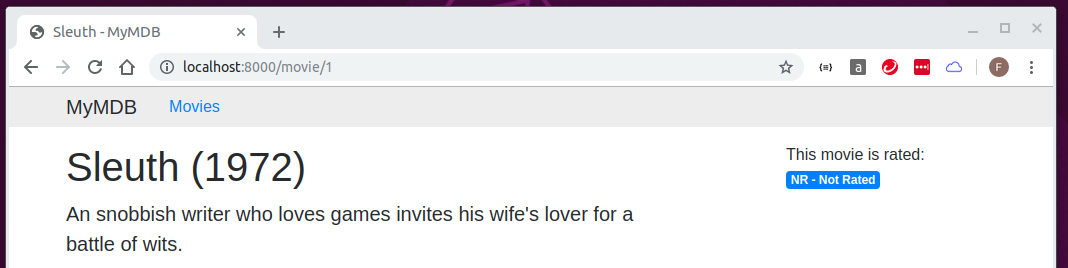 Sleuth - MyMDB
localhost:8000/movie/1
{≡}
a
F
MyMDB Movies
Sleuth (1972)
This movie is rated:
NR - Not Rated
An snobbish writer who loves games invites his wife's lover for a
battle of wits.